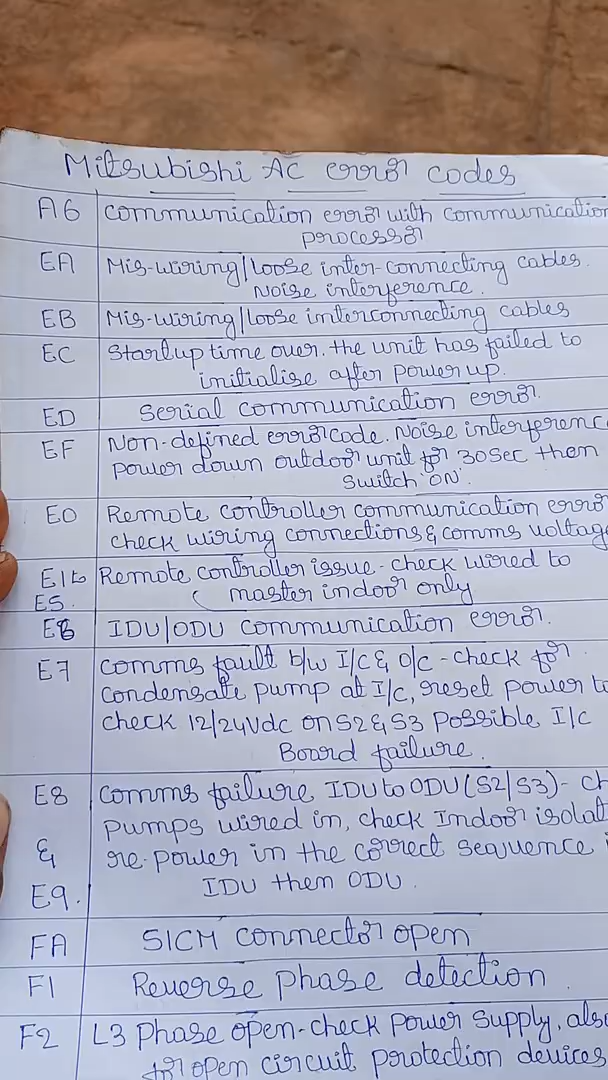 Mitsubishi Ac error codes
A6 communication error with communication
processor
EA Mis-wiring/loose inter-connecting cables.
Noise interference.
EB Mis-wiring/loose interconnecting cables
EC Startup time over. the unit has failed to
initialise after power up.
ED Serial communication error.
EF Non-defined error code. Noise interferenc
power down outdoor unit for 30 Sec then
switch 'ON'
E0 Remote controller communication error
check wiring connections & comms voltag
E1 to Remote controller issue - check wired to
E5. (master indoor only
E6 IDU/ODU communication error.
E7 comms fault b/w I/C & O/C - check for
condensate pump at I/C, reset power to
check 12/24Vdc on S2 & S3 possible I/C
Board failure.
E8 comms failure IDU to ODU (S2/S3) - ch
pumps wired in, check Indoor isolat
& re-power in the correct sequence i
E9. IDU then ODU.
FA SICM connector open
F1 Reverse phase detection.
F2 L3 phase open - check power supply, also
for open circuit protection devices